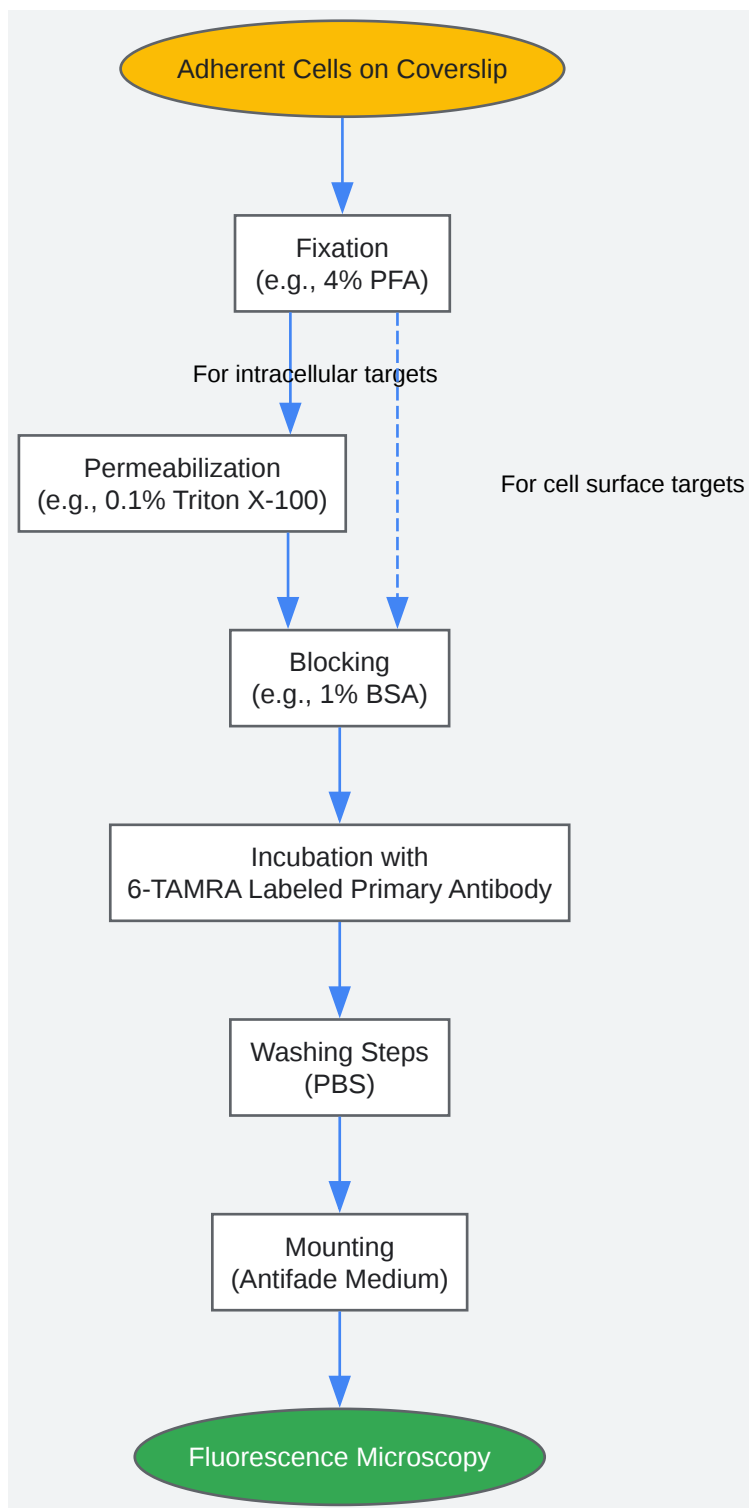 Adherent Cells on Coverslip
Fixation
(e.g., 4% PFA)
For intracellular targets
Permeabilization
(e.g., 0.1% Triton X-100)
For cell surface targets
Blocking
(e.g., 1% BSA)
Incubation with
6-TAMRA Labeled Primary Antibody
Washing Steps
(PBS)
Mounting
(Antifade Medium)
Fluorescence Microscopy